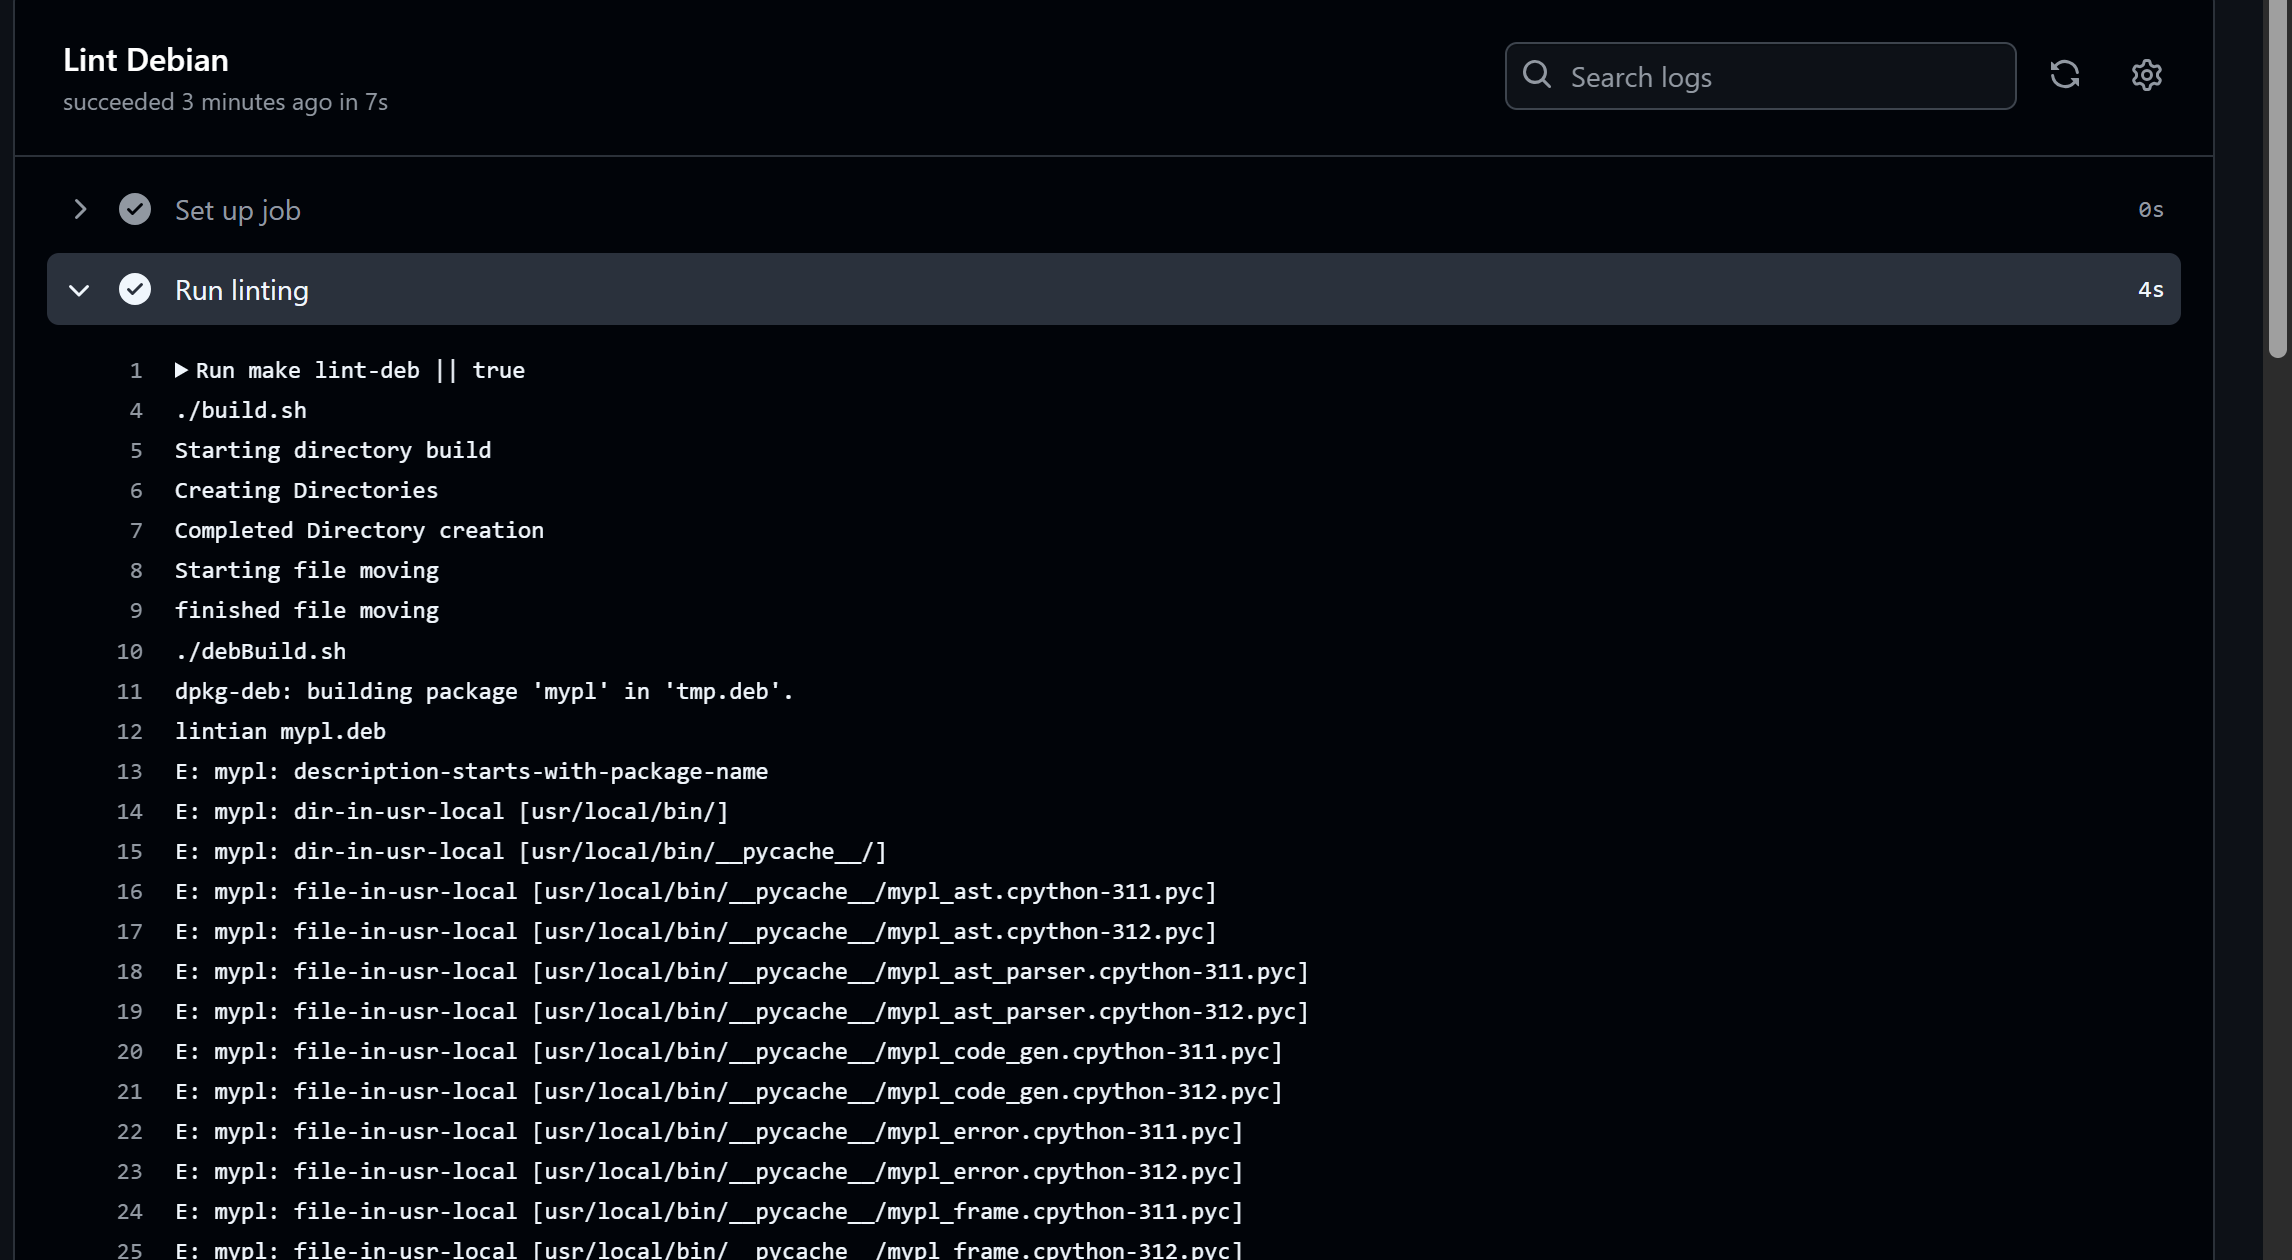 Lint Debian
succeeded 3 minutes ago in 7s
Search logs
Set up job
0s
Run linting
4s
1 Run make lint-deb || true
4 ./build.sh
5 Starting directory build
6 Creating Directories
7 Completed Directory creation
8 Starting file moving
9 finished file moving
10 ./debBuild.sh
11 dpkg-deb: building package 'mypl' in 'tmp.deb'.
12 lintian mypl.deb
13 E: mypl: description-starts-with-package-name
14 E: mypl: dir-in-usr-local [usr/local/bin/]
15 E: mypl: dir-in-usr-local [usr/local/bin/__pycache__/]
16 E: mypl: file-in-usr-local [usr/local/bin/__pycache__/mypl_ast.cpython-311.pyc]
17 E: mypl: file-in-usr-local [usr/local/bin/__pycache__/mypl_ast.cpython-312.pyc]
18 E: mypl: file-in-usr-local [usr/local/bin/__pycache__/mypl_ast_parser.cpython-311.pyc]
19 E: mypl: file-in-usr-local [usr/local/bin/__pycache__/mypl_ast_parser.cpython-312.pyc]
20 E: mypl: file-in-usr-local [usr/local/bin/__pycache__/mypl_code_gen.cpython-311.pyc]
21 E: mypl: file-in-usr-local [usr/local/bin/__pycache__/mypl_code_gen.cpython-312.pyc]
22 E: mypl: file-in-usr-local [usr/local/bin/__pycache__/mypl_error.cpython-311.pyc]
23 E: mypl: file-in-usr-local [usr/local/bin/__pycache__/mypl_error.cpython-312.pyc]
24 E: mypl: file-in-usr-local [usr/local/bin/__pycache__/mypl_frame.cpython-311.pyc]
25 E: mypl: file-in-usr-local [usr/local/bin/__pycache__/mypl_frame.cpython-312.pyc]